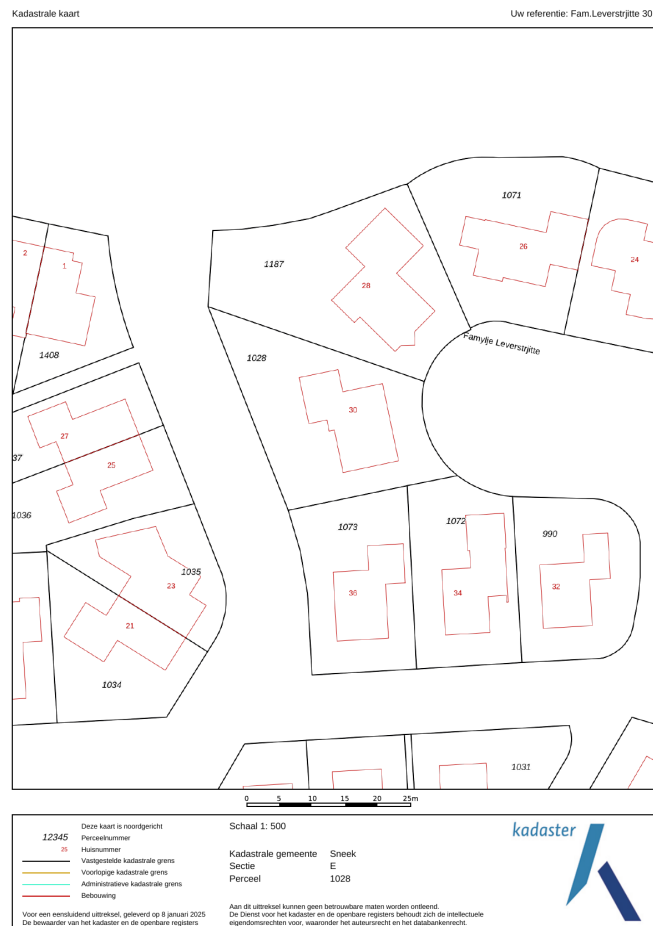 Kadastrale kaart
Uw referentie: Fam.Leverstrjitte 30
1071
26
24
2
1
1187
28
Famylje Leverstrjitte
1408
1028
30
27
25
37
1036
1073
1072
990
1035
23
36
34
32
21
1034
1031
0 5 10 15 20 25m
Deze kaart is noordgericht
12345 Perceelnummer
25 Huisnummer
Vastgestelde kadastrale grens
Voorlopige kadastrale grens
Administratieve kadastrale grens
Bebouwing
Voor een eensluidend uittreksel, geleverd op 8 januari 2025
De bewaarder van het kadaster en de openbare registers
Schaal 1: 500
Kadastrale gemeente Sneek
Sectie E
Perceel 1028
Aan dit uittreksel kunnen geen betrouwbare maten worden ontleend.
De Dienst voor het kadaster en de openbare registers behoudt zich de intellectuele
eigendomsrechten voor, waaronder het auteursrecht en het databankenrecht.
kadaster